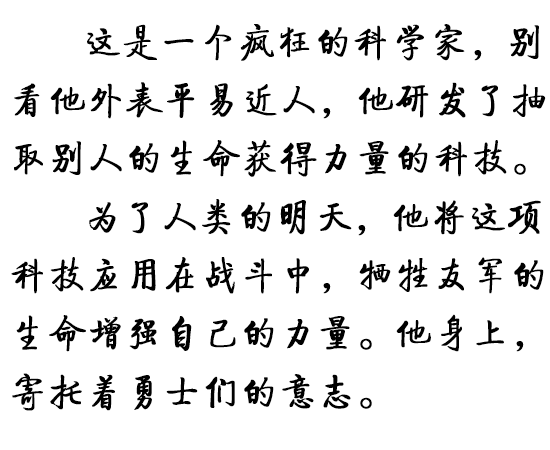 这是一个疯狂的科学家，别
看他外表平易近人，他研发了抽
取别人的生命获得力量的科技。
为了人类的明天，他将这项
科技应用在战斗中，牺牲友军的
生命增强自己的力量。他身上，
寄托着勇士们的意志。